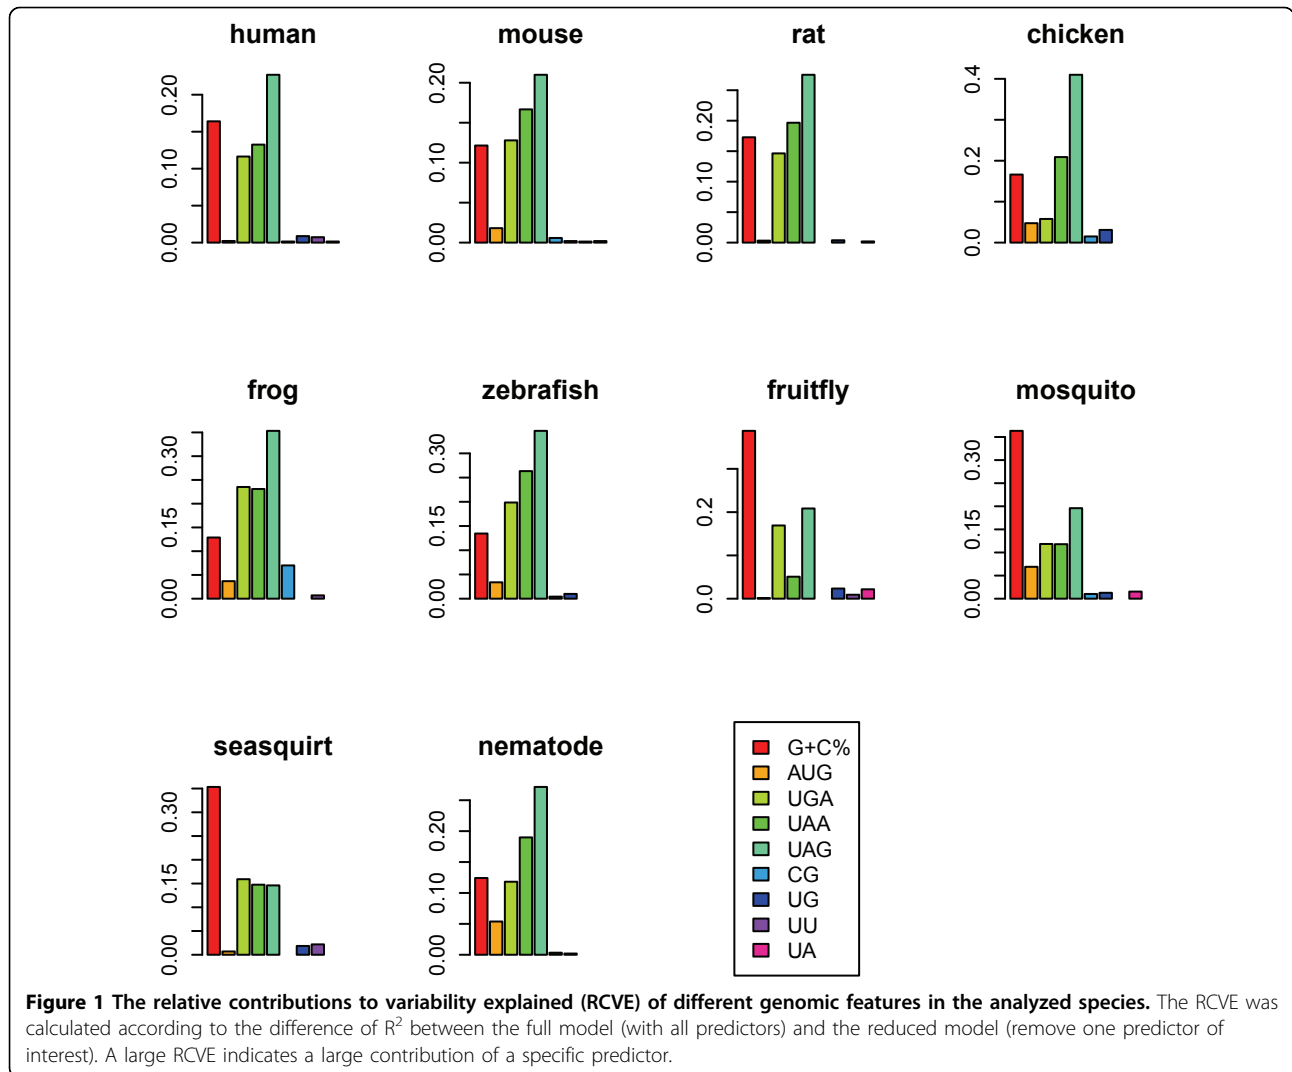 human
mouse
rat
chicken
0.00 0.10 0.20
0.00 0.10 0.20
0.00 0.10 0.20
0.0 0.2 0.4
frog
zebrafish
fruitfly
mosquito
0.00 0.15 0.30
0.00 0.15 0.30
0.0 0.2
0.00 0.15 0.30
seasquirt
nematode
0.00 0.15 0.30
0.00 0.10 0.20
G+C%
AUG
UGA
UAA
UAG
CG
UG
UU
UA
Figure 1 The relative contributions to variability explained (RCVE) of different genomic features in the analyzed species. The RCVE was
calculated according to the difference of R² between the full model (with all predictors) and the reduced model (remove one predictor of
interest). A large RCVE indicates a large contribution of a specific predictor.